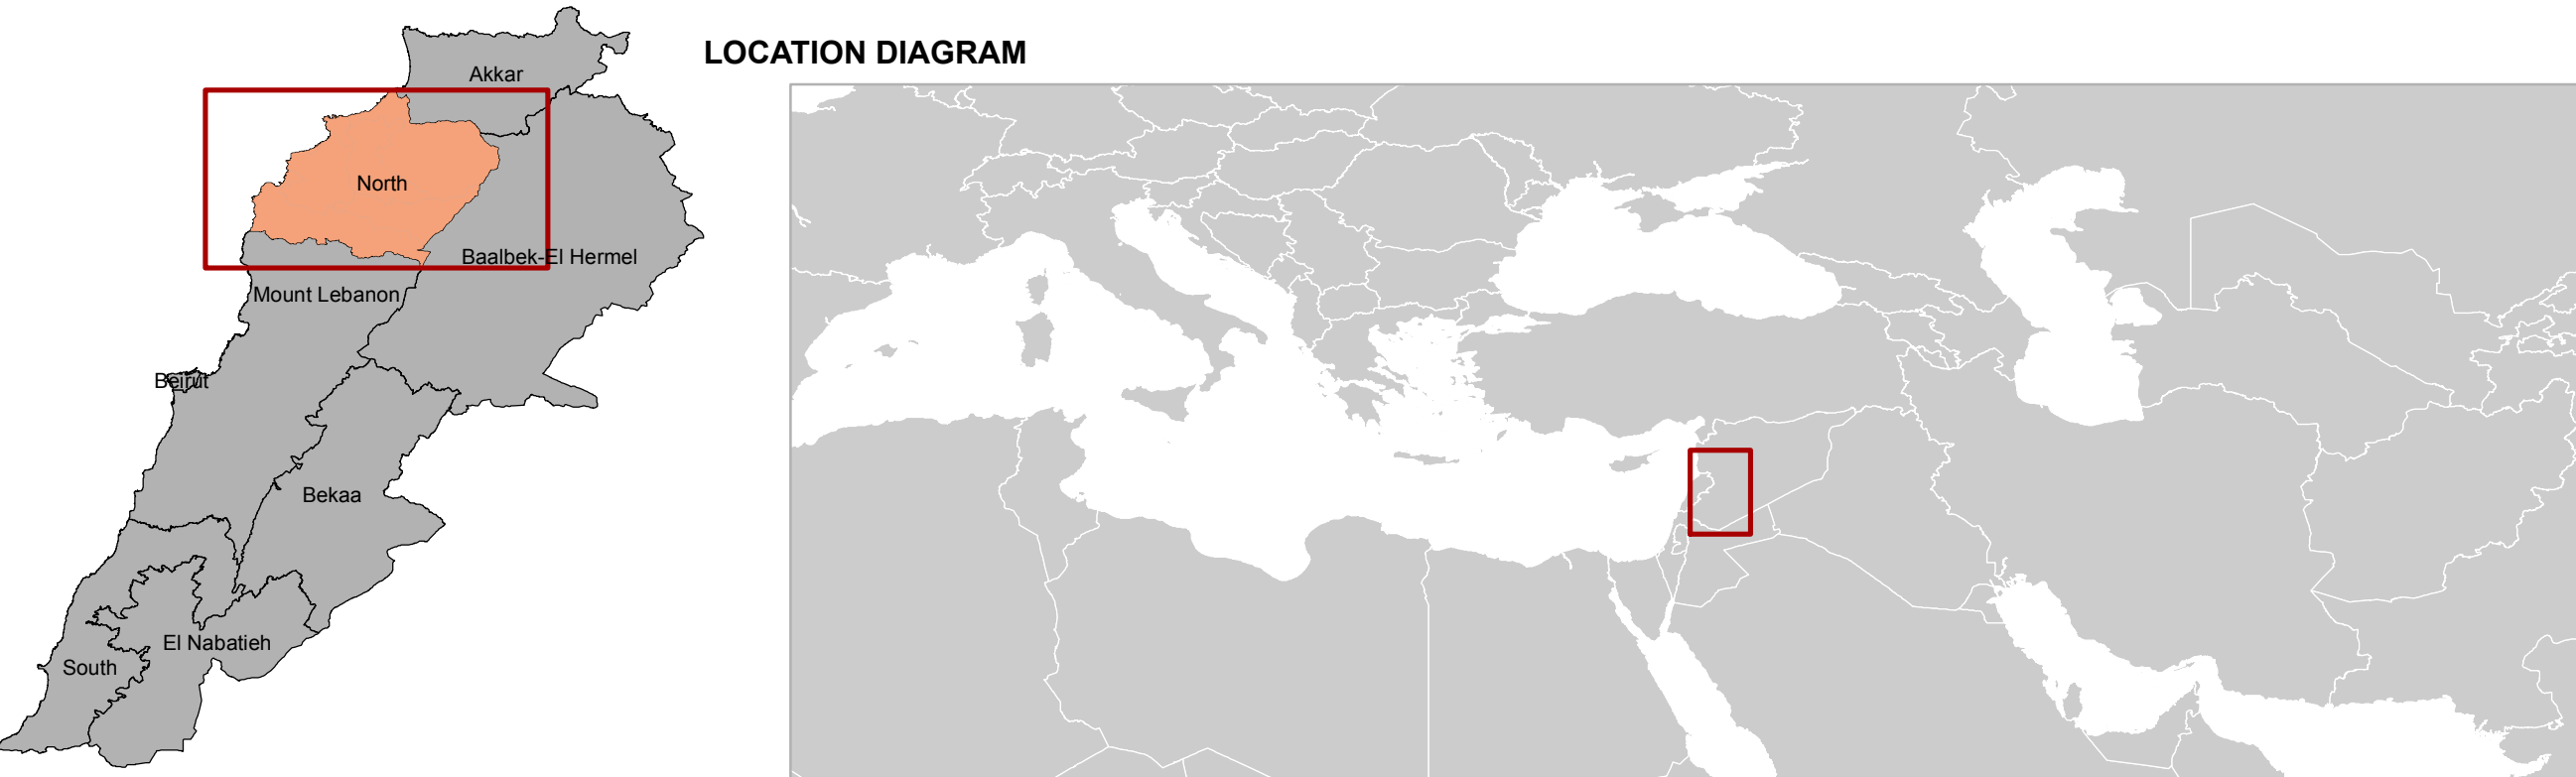 LOCATION DIAGRAM
Akkar
North
Baalbek-El Hermel
Mount Lebanon
Beirut
Bekaa
El Nabatieh
South